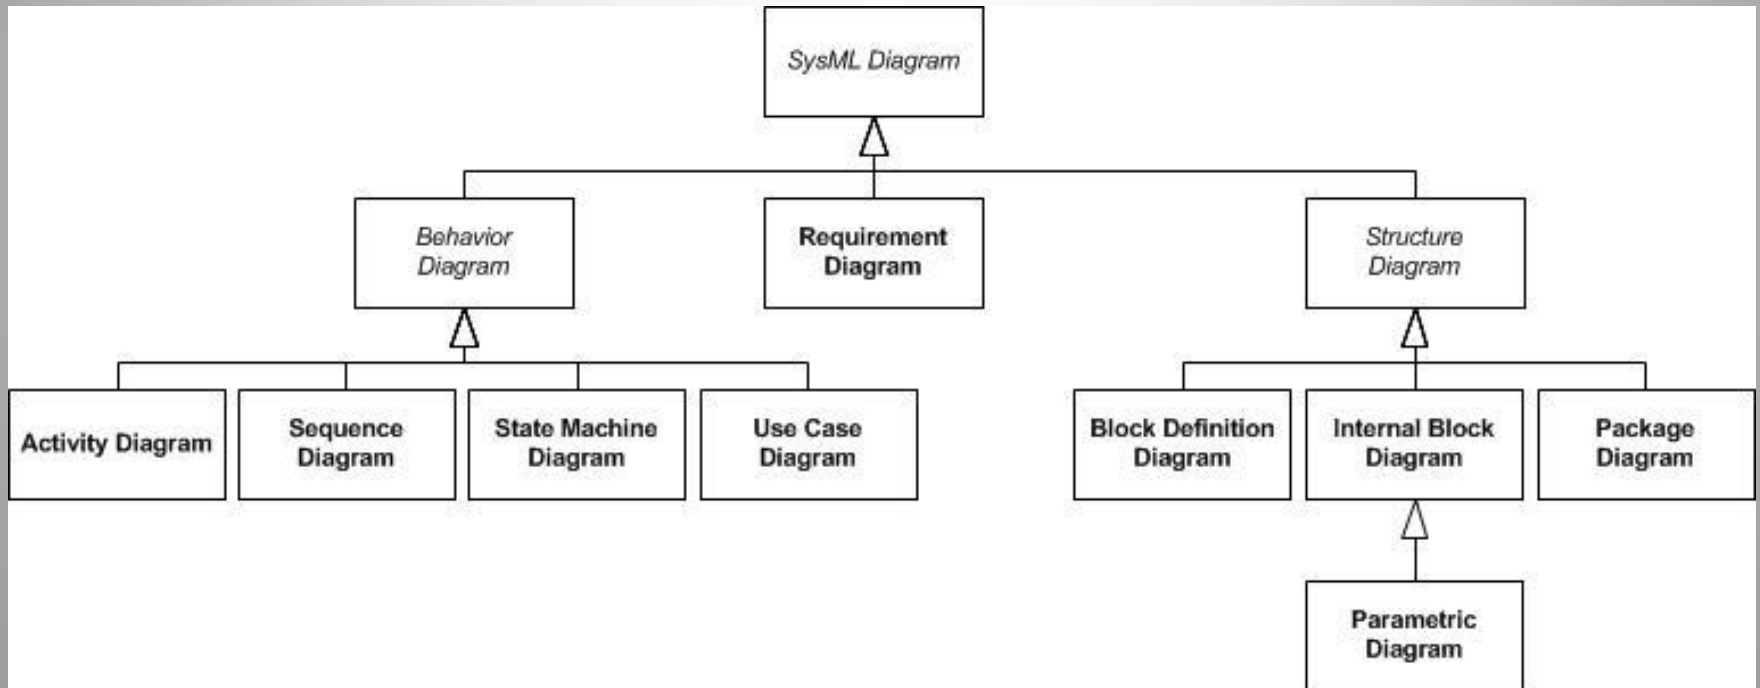 SysML Diagram
Behavior
Diagram
Requirement
Diagram
Structure
Diagram
Activity Diagram
Sequence
Diagram
State Machine
Diagram
Use Case
Diagram
Block Definition
Diagram
Internal Block
Diagram
Package
Diagram
Parametric
Diagram